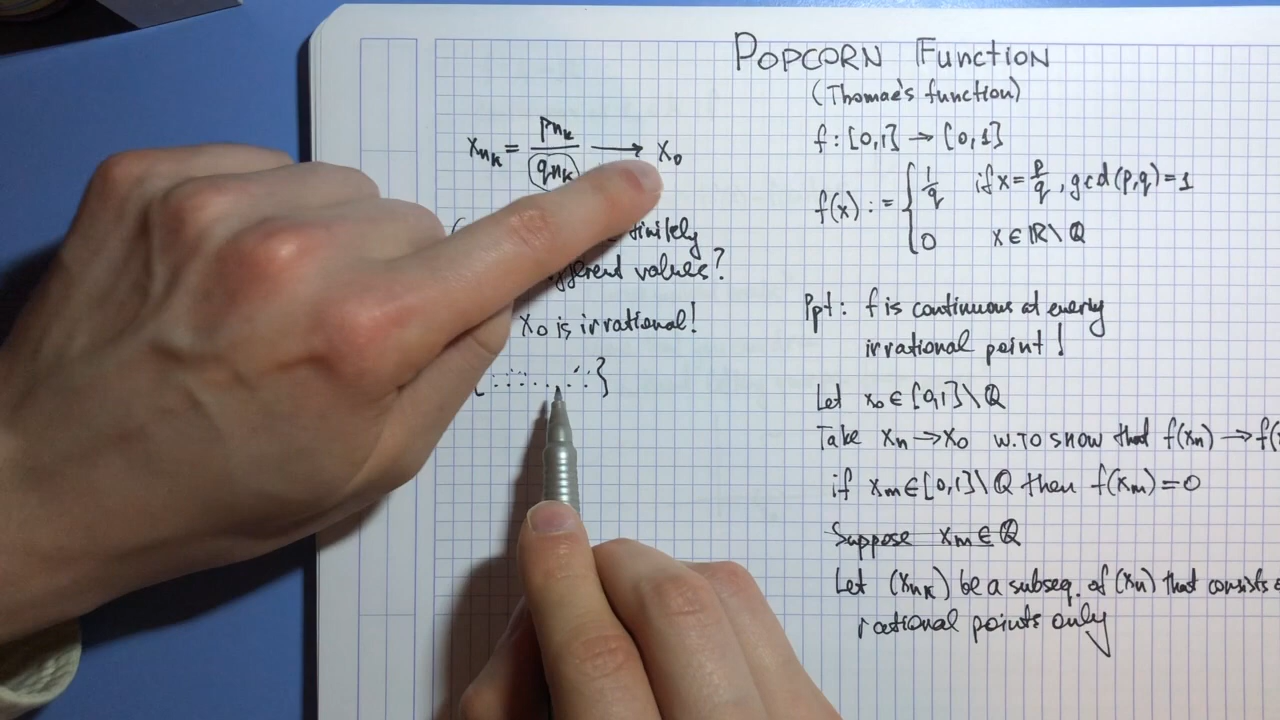 POPCORN Function
(Thomae's function)
f : [0,1] → [0,1]
f(x) := { 1/q if x = p/q , gcd(p,q) = 1
0 x ∈ ℝ \ ℚ
Ppt : f is continuous at every
irrational point !
Let x₀ ∈ [0,1] \ ℚ
Take xₙ → x₀ w.to show that f(xₙ) → f(
if xₘ ∈ [0,1] \ ℚ then f(xₘ) = 0
Suppose xₘ ∈ ℚ
Let (xₙₖ) be a subseq. of (xₙ) that consists
rational points only
xₙₖ = pₙₖ / qₙₖ → x₀
values?
x₀ is irrational!
{ ......... }